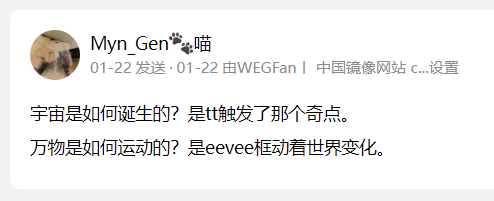 Myn_Gen🐾喵
01-22 发送 · 01-22 由WEGFan丨 中国镜像网站 c...设置
宇宙是如何诞生的？是tt触发了那个奇点。
万物是如何运动的？是eevee框动着世界变化。